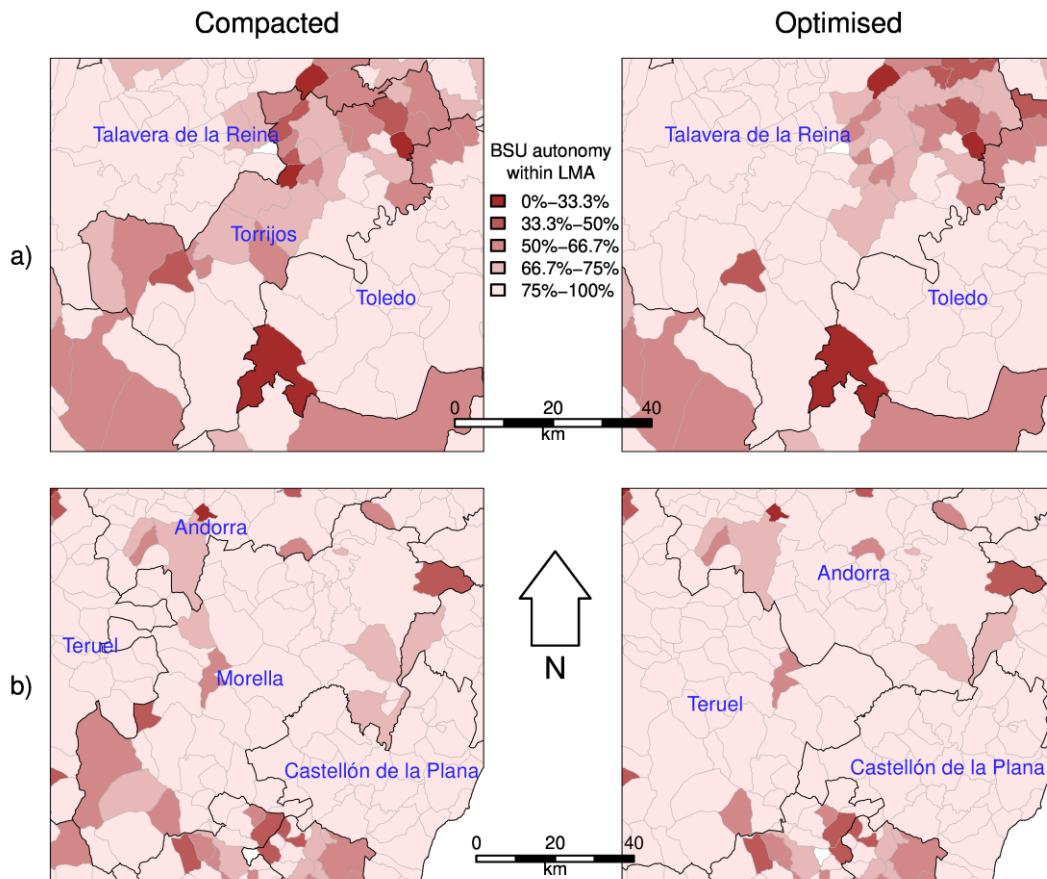 Compacted
Optimised
a)
Talavera de la Reina
Torrijos
Toledo
BSU autonomy
within LMA
0%−33.3%
33.3%−50%
50%−66.7%
66.7%−75%
75%−100%
Talavera de la Reina
Toledo
0 20 40
km
b)
Andorra
Teruel
Morella
Castellón de la Plana
N
Andorra
Teruel
Castellón de la Plana
0 20 40
km